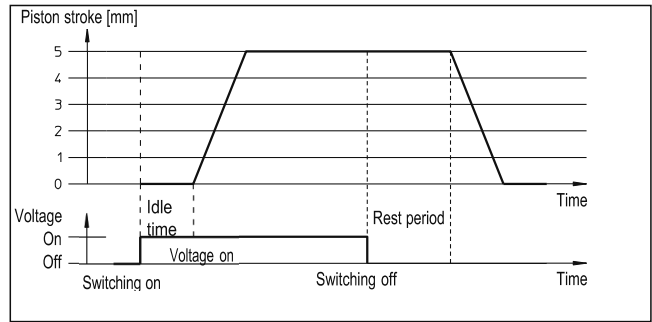 Piston stroke [mm]
5
4
3
2
1
0
Time
Idle
time
Rest period
Voltage
On
Off
Voltage on
Switching on
Switching off
Time